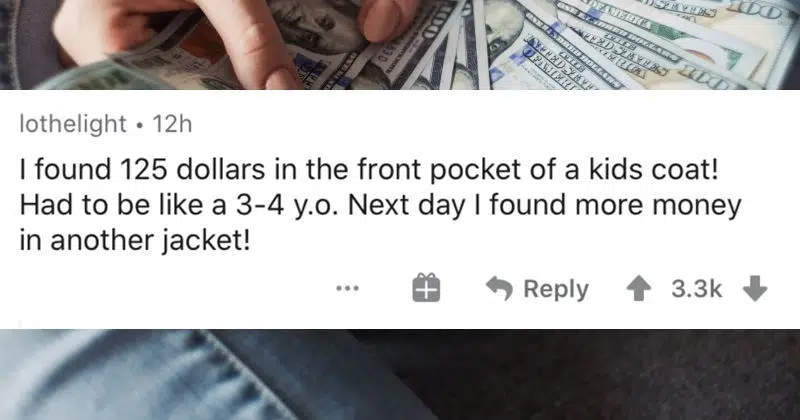 lothelight • 12h
I found 125 dollars in the front pocket of a kids coat!
Had to be like a 3-4 y.o. Next day I found more money
in another jacket!
Reply 3.3k